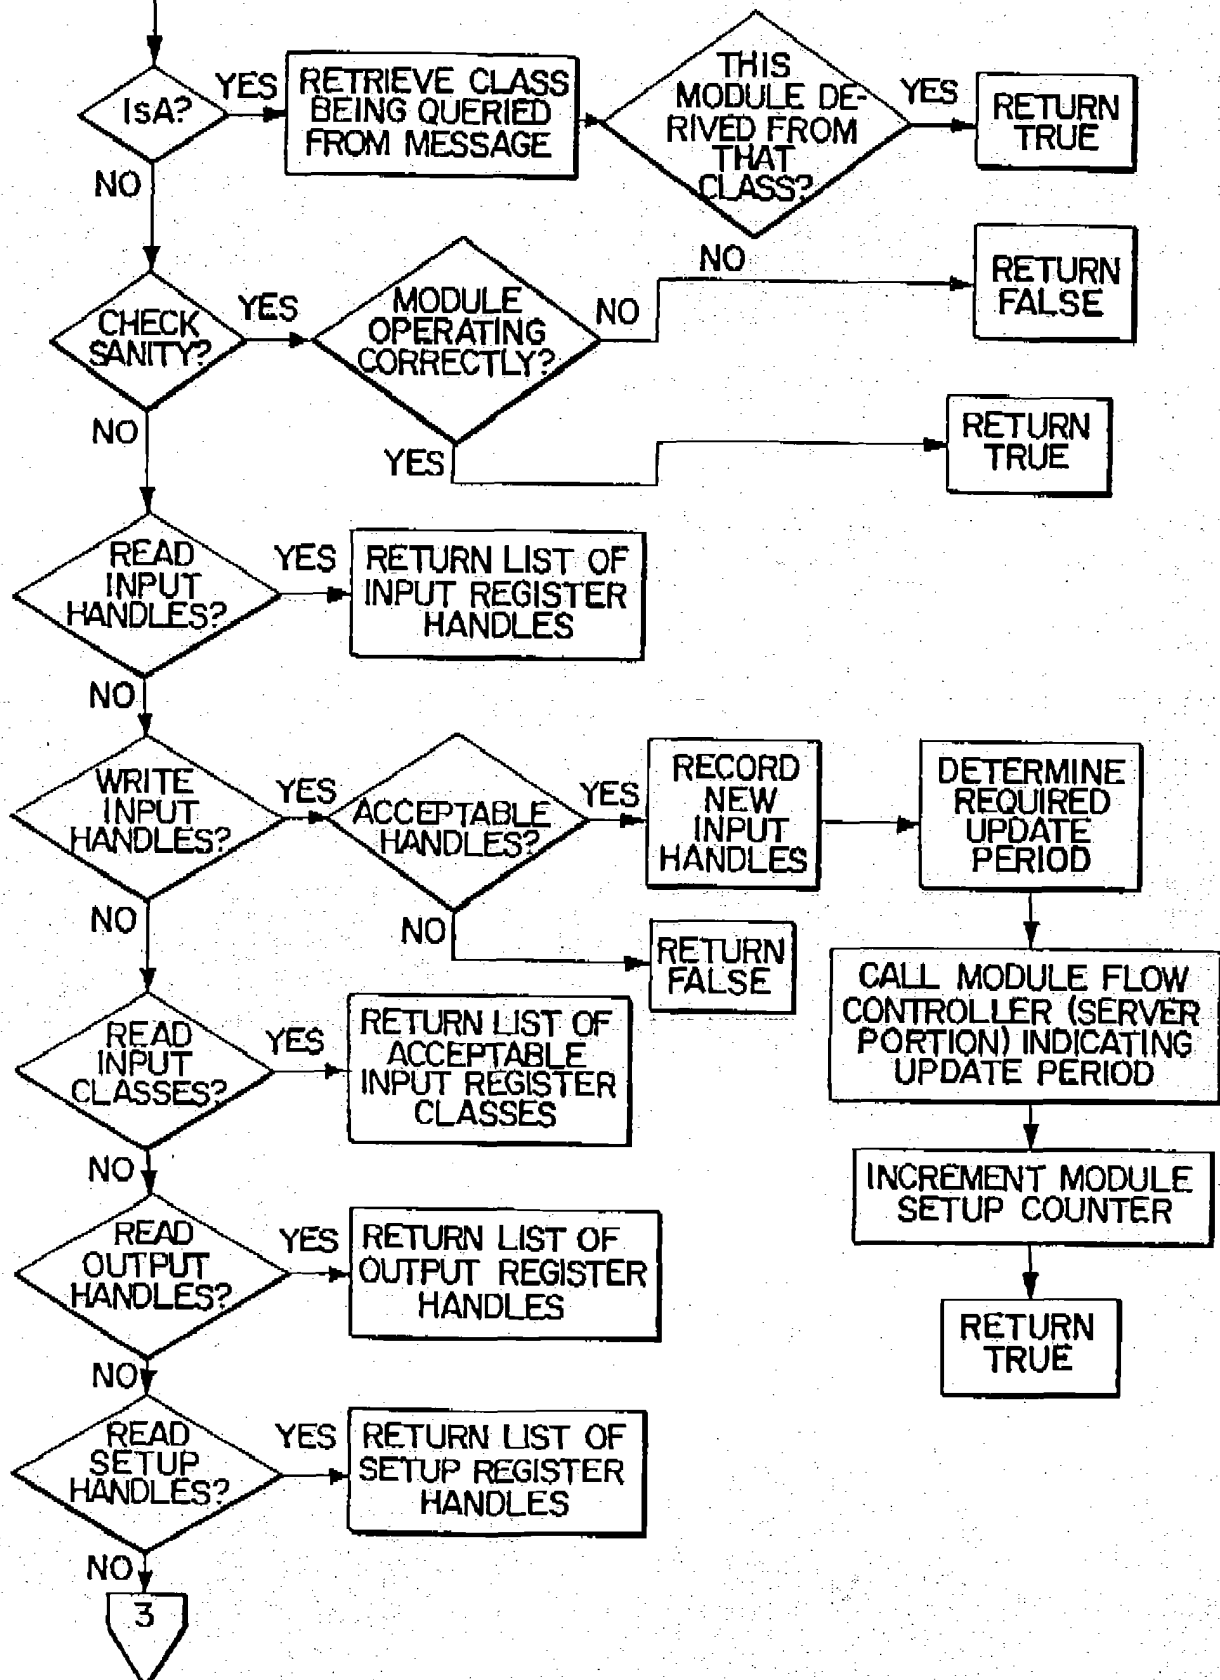 IsA?
YES
RETRIEVE CLASS
BEING QUERIED
FROM MESSAGE
THIS
MODULE DE-
RIVED FROM
THAT
CLASS?
YES
RETURN
TRUE
NO
NO
RETURN
FALSE
CHECK
SANITY?
YES
MODULE
OPERATING
CORRECTLY?
NO
NO
YES
RETURN
TRUE
READ
INPUT
HANDLES?
YES
RETURN LIST OF
INPUT REGISTER
HANDLES
NO
WRITE
INPUT
HANDLES?
YES
ACCEPTABLE
HANDLES?
YES
RECORD
NEW
INPUT
HANDLES
DETERMINE
REQUIRED
UPDATE
PERIOD
NO
NO
RETURN
FALSE
CALL MODULE FLOW
CONTROLLER (SERVER
PORTION) INDICATING
UPDATE PERIOD
READ
INPUT
CLASSES?
YES
RETURN LIST OF
ACCEPTABLE
INPUT REGISTER
CLASSES
NO
INCREMENT MODULE
SETUP COUNTER
READ
OUTPUT
HANDLES?
YES
RETURN LIST OF
OUTPUT REGISTER
HANDLES
RETURN
TRUE
NO
READ
SETUP
HANDLES?
YES
RETURN LIST OF
SETUP REGISTER
HANDLES
NO
3